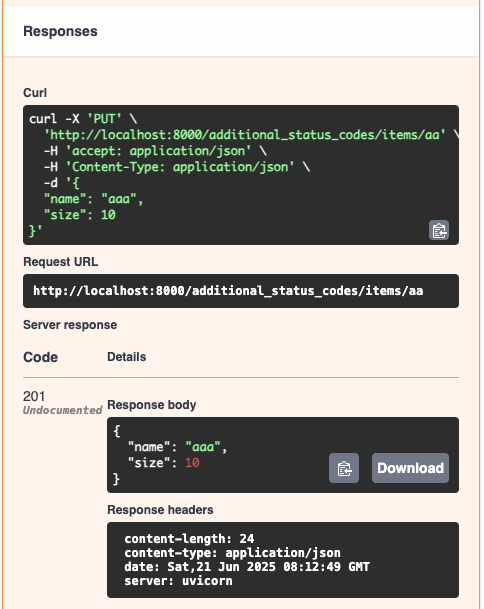 Responses
Curl
curl -X 'PUT' \
'http://localhost:8000/additional_status_codes/items/aa' \
-H 'accept: application/json' \
-H 'Content-Type: application/json' \
-d '{
"name": "aaa",
"size": 10
}'
Request URL
http://localhost:8000/additional_status_codes/items/aa
Server response
Code Details
201
Undocumented
Response body
{
"name": "aaa",
"size": 10
}
Download
Response headers
content-length: 24
content-type: application/json
date: Sat,21 Jun 2025 08:12:49 GMT
server: uvicorn